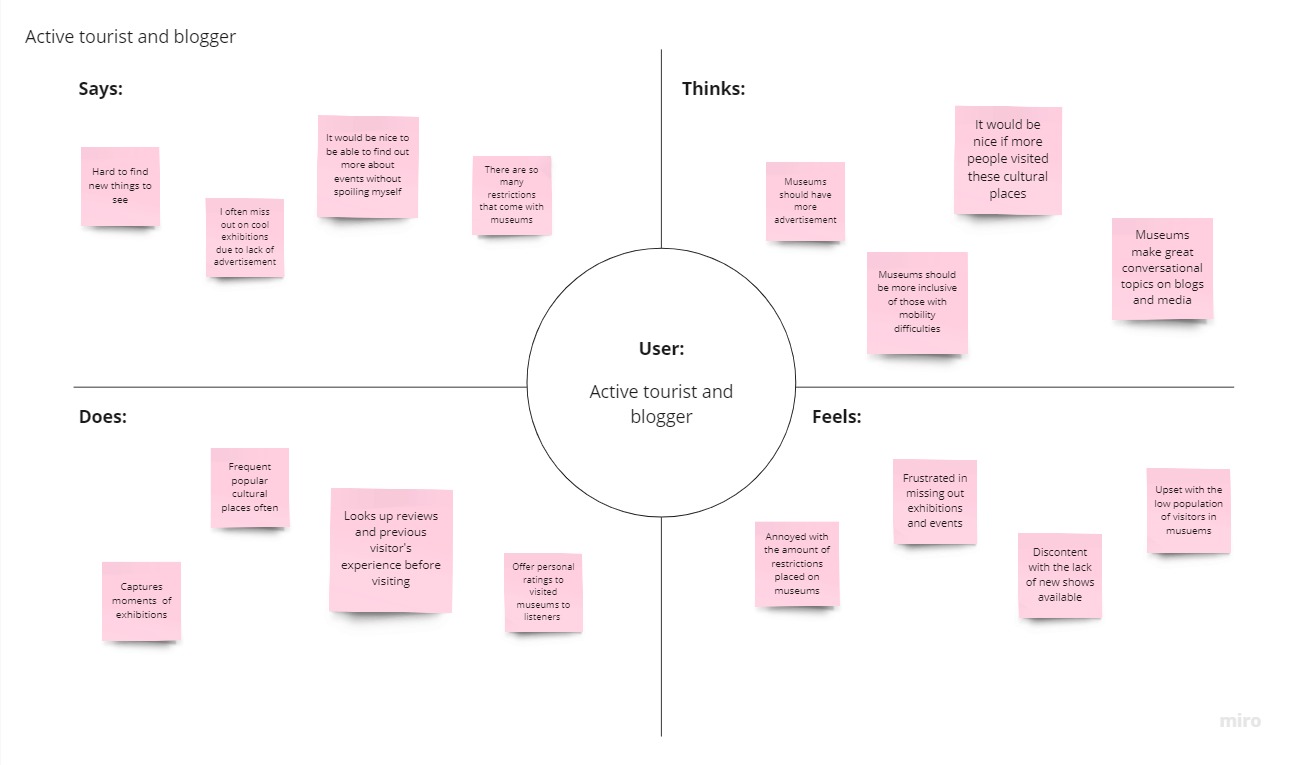 Active tourist and blogger
Says:
Hard to find
new things to
see
I often miss
out on cool
exhibitions
due to lack of
advertisement
It would be nice to
be able to find out
more about
events without
spoiling myself
There are so
many
restrictions
that come with
museums
Thinks:
Museums
should have
more
advertisement
Museums should
be more inclusive
of those with
mobility
difficulties
It would be
nice if more
people visited
these cultural
places
Museums
make great
conversational
topics on blogs
and media
User:
Active tourist and
blogger
Does:
Captures
moments of
exhibitions
Frequent
popular
cultural
places often
Looks up reviews
and previous
visitor's
experience before
visiting
Offer personal
ratings to
visited
museums to
listeners
Feels:
Annoyed with
the amount of
restrictions
placed on
museums
Frustrated in
missing out
exhibitions
and events
Discontent
with the lack
of new shows
available
Upset with the
low population
of visitors in
musuems
miro